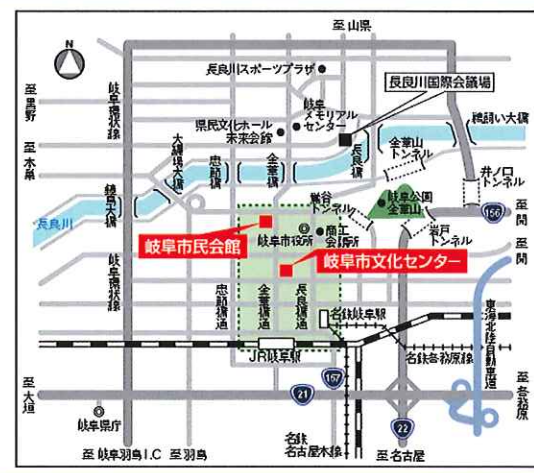 至山県
N
長良川スポーツプラザ
長良川国際会議場
至黒野
岐阜環状線
岐阜
メモリアル
センター
県民文化ホール
未来会館
鵜飼い大橋
至本巣
大縄場大橋
忠節橋
金華橋
長良橋
金華山
トンネル
井ノ口
トンネル
鏡島大橋
長良川
鶯谷
トンネル
岐阜公園
金華山
156
至関
岐阜市民会館
岐阜市役所
商工
会議所
岩戸
トンネル
至関
岐阜市文化センター
岐阜環状線
忠節橋通
金華橋通
長良橋通
名鉄岐阜駅
東海北陸自動車道
JR岐阜駅
名鉄各務原線
至大垣
21
157
至各務原
岐阜県庁
22
名鉄
名古屋本線
至岐阜羽島I.C
至羽島
至名古屋